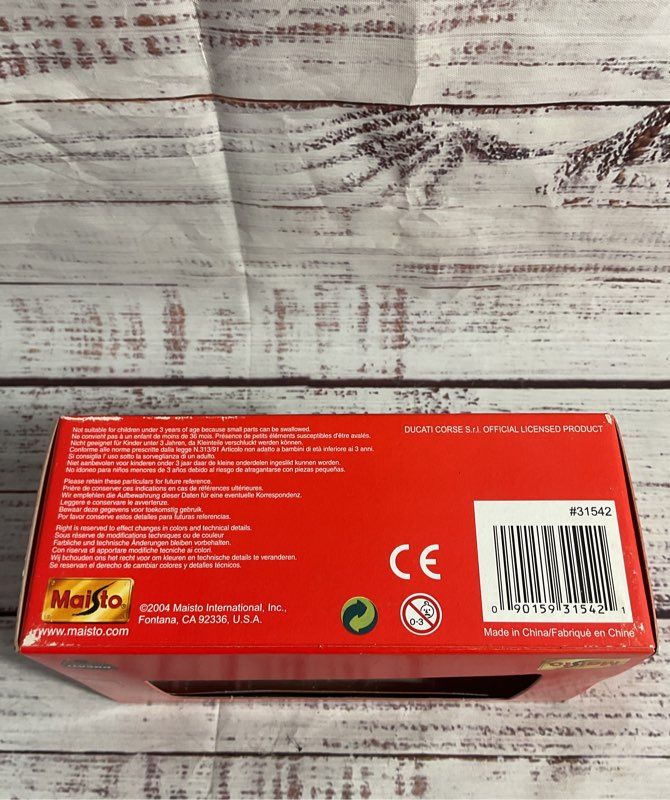 Not suitable for children under 3 years of age because small parts can be swallowed.
Ne convient pas à un enfant de moins de 36 mois. Présence de petits éléments susceptibles d'être avalés.
Nicht geeignet für Kinder unter 3 Jahren, da Kleinteile verschluckt werden können.
Conforme alle norme prescritte dalla legge N.313/91 Articolo non adatto a bambini di età inferiore ai 3 anni.
Si consiglia l' uso sotto la sorveglianza di un adulto.
Niet aanbevolen voor kinderen onder 3 jaar daar de kleine onderdelen ingeslikt kunnen worden.
No idoneo para niños menores de 3 años debido al riesgo de atragantarse con piezas pequeñas.
Please retain these particulars for future reference.
Prière de conserver ces indications en cas de références ultérieures.
Wir empfehlen die Aufbewahrung dieser Daten für eine eventuelle Korrespondenz.
Leggere e conservare le avvertenze.
Bewaar deze gegevens voor toekomstig gebruik.
Por favor conserve estos detalles para futuras referencias.
Right is reserved to effect changes in colors and technical details.
Sous réserve de modifications techniques ou de couleur
Farbliche und technische Änderungen bleiben vorbehalten.
Con riserva di apportare modifiche tecniche ai colori.
Wij behouden ons het recht voor om kleuren en technische details te veranderen.
Se reservan el derecho de cambiar colores y detalles técnicos.
DUCATI CORSE S.r.l. OFFICIAL LICENSED PRODUCT
#31542
0 90159 31542 1
CE
0-3
Maisto
www.maisto.com
©2004 Maisto International, Inc.,
Fontana, CA 92336, U.S.A.
Made in China/Fabriqué en Chine
Maisto